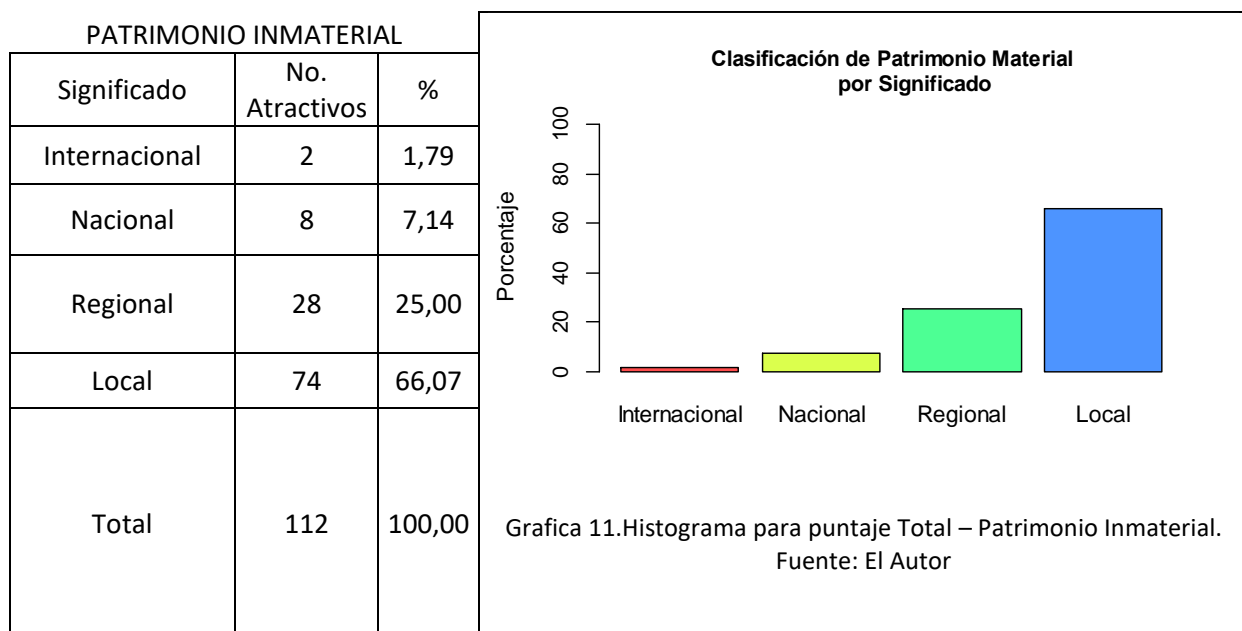 PATRIMONIO INMATERIAL
Significado No. Atractivos %
Internacional 2 1,79
Nacional 8 7,14
Regional 28 25,00
Local 74 66,07
Total 112 100,00
Clasificación de Patrimonio Material
por Significado
Porcentaje
100
80
60
40
20
0
Internacional Nacional Regional Local
Grafica 11.Histograma para puntaje Total – Patrimonio Inmaterial.
Fuente: El Autor